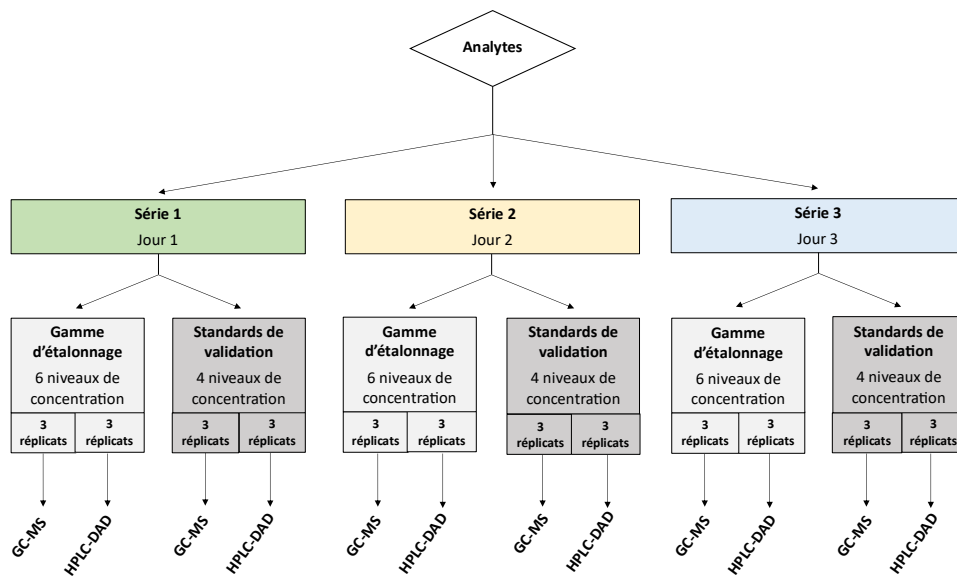 Analytes
Série 1
Jour 1
Série 2
Jour 2
Série 3
Jour 3
Gamme
d'étalonnage
6 niveaux de
concentration
3
réplicats
3
réplicats
Standards de
validation
4 niveaux de
concentration
3
réplicats
3
réplicats
Gamme
d'étalonnage
6 niveaux de
concentration
3
réplicats
3
réplicats
Standards de
validation
4 niveaux de
concentration
3
réplicats
3
réplicats
Gamme
d'étalonnage
6 niveaux de
concentration
3
réplicats
3
réplicats
Standards de
validation
4 niveaux de
concentration
3
réplicats
3
réplicats
GC-MS
HPLC-DAD
GC-MS
HPLC-DAD
GC-MS
HPLC-DAD
GC-MS
HPLC-DAD
GC-MS
HPLC-DAD
GC-MS
HPLC-DAD